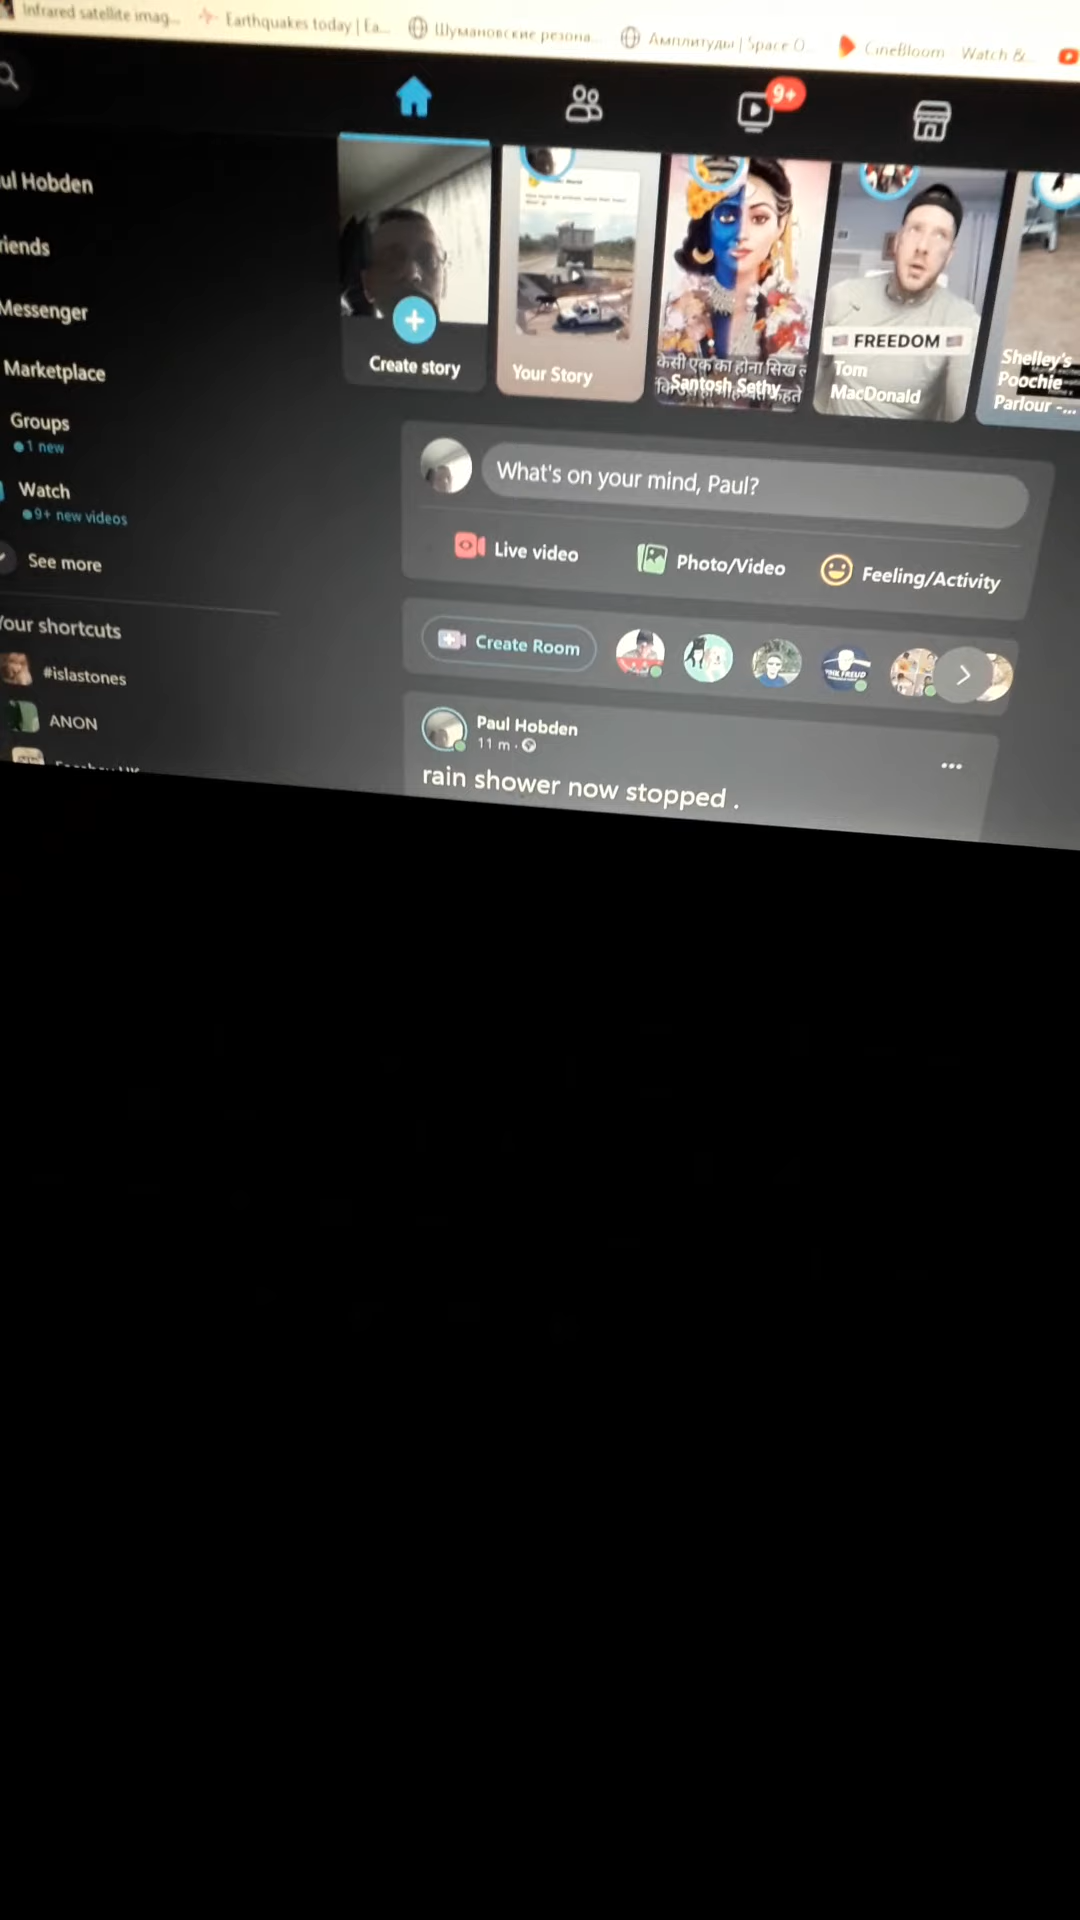 Infrared satellite imag...
Earthquakes today | Ea...
Шумановские резона...
Амплитуды | Space O...
CineBloom Watch &...
9+
ul Hobden
riends
Messenger
Marketplace
Groups
1 new
Watch
9+ new videos
See more
Your shortcuts
#islastones
ANON
Create story
Your Story
केसी एक का होना सिख
Santosh Sethy
FREEDOM
Tom
MacDonald
Shelley's
Poochie
Parlour -...
What's on your mind, Paul?
Live video
Photo/Video
Feeling/Activity
Create Room
Paul Hobden
11 m ·
rain shower now stopped .